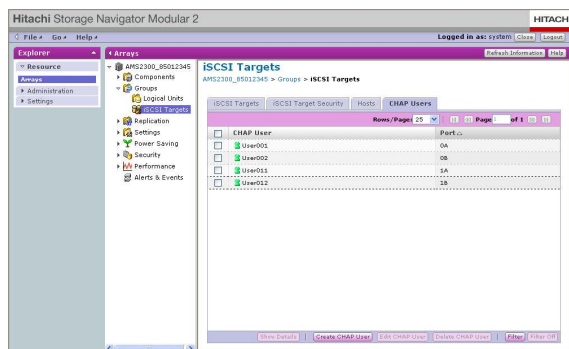 Hitachi Storage Navigator Modular 2
HITACH
File Go Help
Logged in as: system Close Logout
Explorer
Arrays
Refresh Information Help
Resource
Arrays
Administration
Settings
AMS2300_85012345
Components
Groups
Logical Units
iSCSI Targets
Replication
Settings
Power Saving
Security
Performance
Alerts & Events
iSCSI Targets
AMS2300_85012345 > Groups > iSCSI Targets
iSCSI Targets iSCSI Target Security Hosts CHAP Users
Rows/Page: 25 Page 1 of 1
CHAP User Port
User001 0A
User002 0B
User011 1A
User012 1B
Show Details Create CHAP User Edit CHAP User Delete CHAP User Filter Filter Off